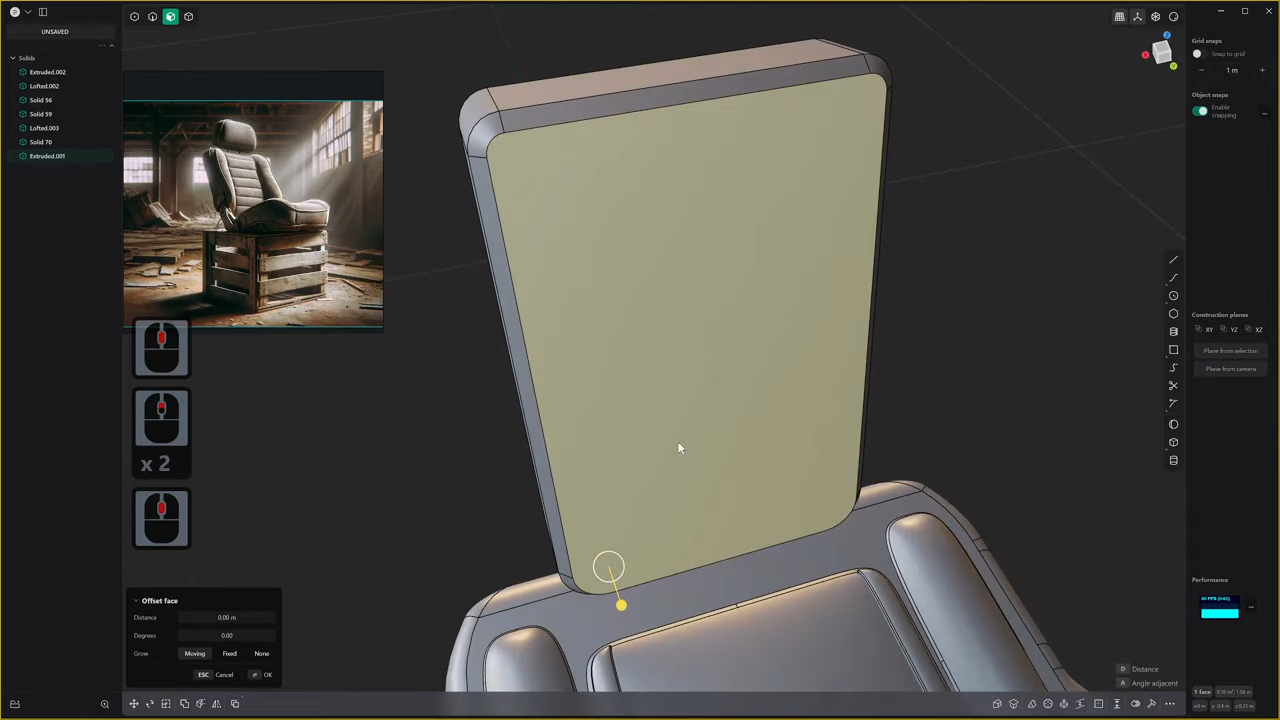 UNSAVED
Solids
Extruded.002
Lofted.002
Solid 56
Solid 59
Lofted.003
Solid 70
Extruded.001
x 2
Offset face
Distance 0.00 m
Degrees 0.00
Grow Moving Fixed None
ESC Cancel OK
D Distance
A Angle adjacent
Grid snaps
Snap to grid
1 m
Object snaps
Enable
snapping
Construction planes
XY YZ XZ
Plane from selection
Plane from camera
Performance
1 face